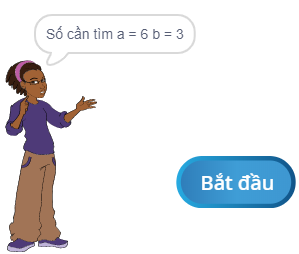 Số cần tìm a = 6 b = 3
Bắt đầu